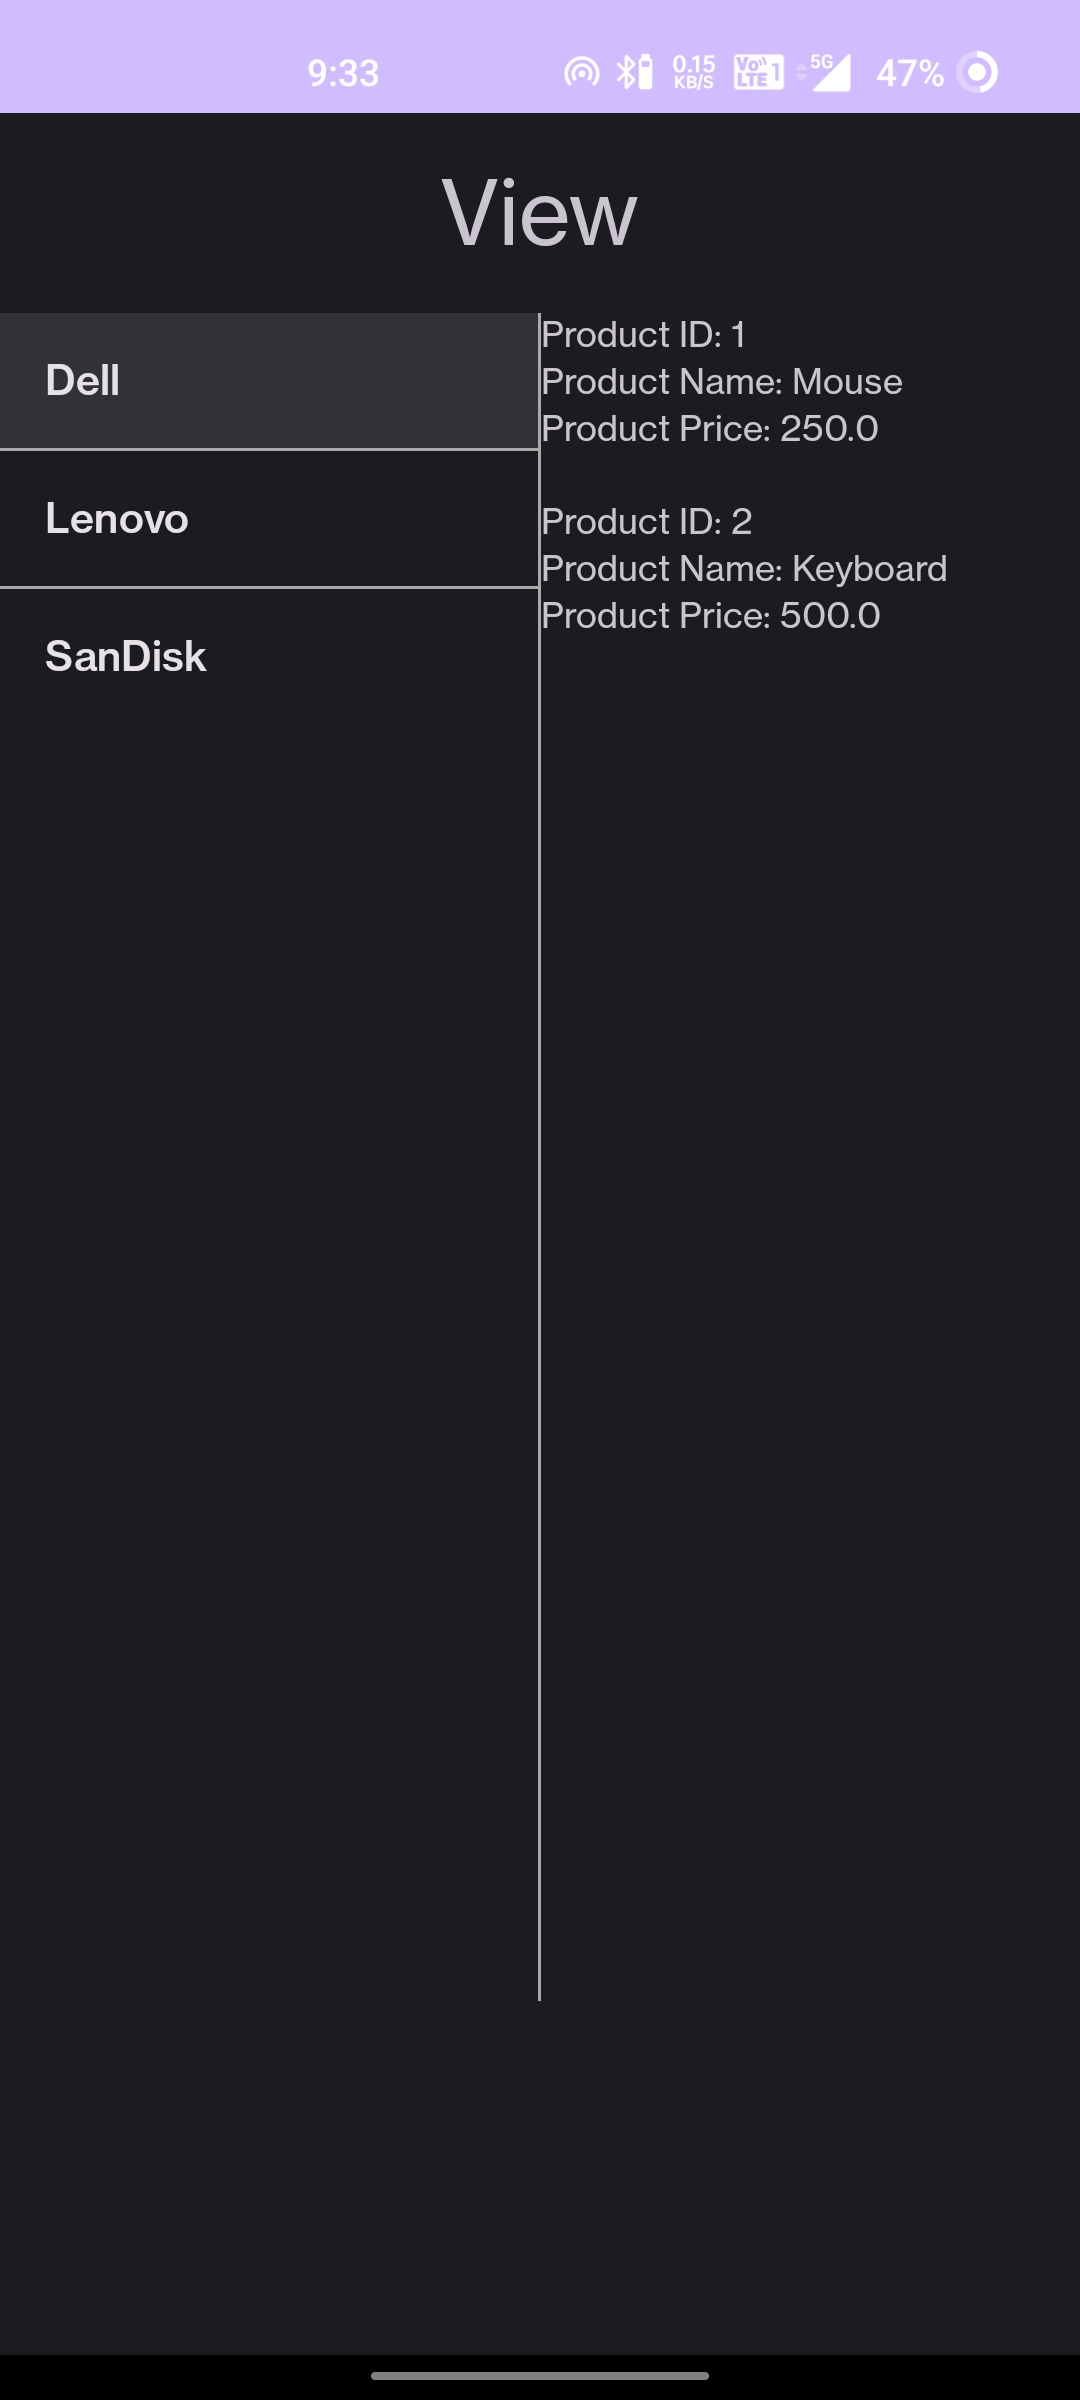 9:33
0.15
KB/S
Vo
LTE 1
5G
47%
View
Dell
Lenovo
SanDisk
Product ID: 1
Product Name: Mouse
Product Price: 250.0
Product ID: 2
Product Name: Keyboard
Product Price: 500.0